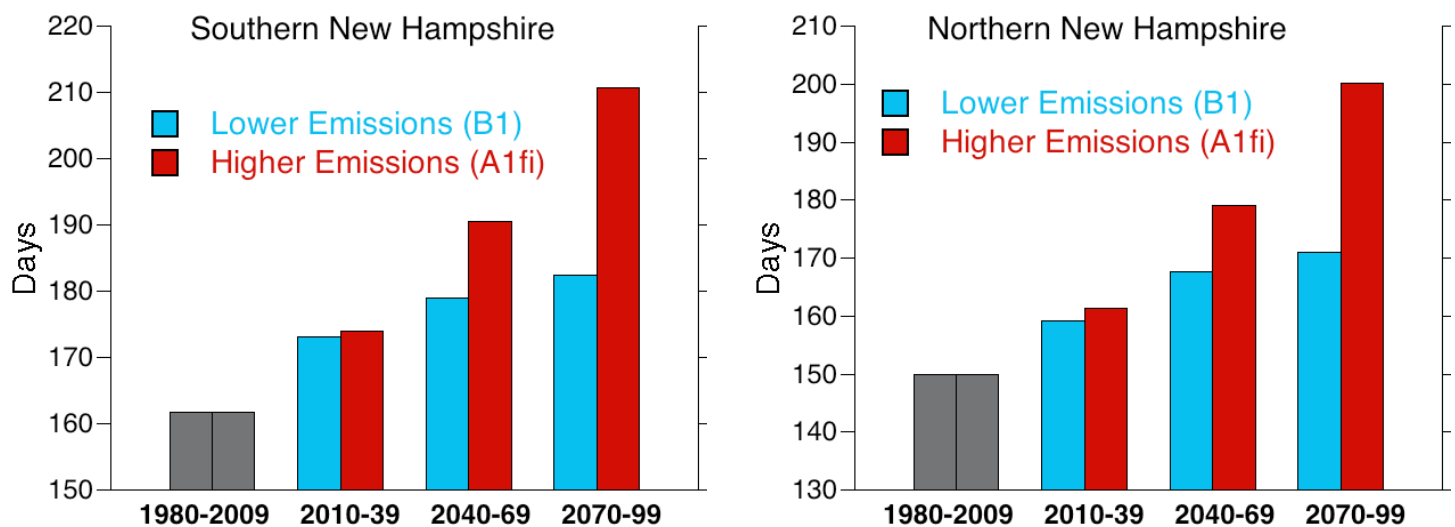 Southern New Hampshire
Lower Emissions (B1)
Higher Emissions (A1fi)
Days
220
210
200
190
180
170
160
150
1980-2009 2010-39 2040-69 2070-99
Northern New Hampshire
Lower Emissions (B1)
Higher Emissions (A1fi)
Days
210
200
190
180
170
160
150
140
130
1980-2009 2010-39 2040-69 2070-99